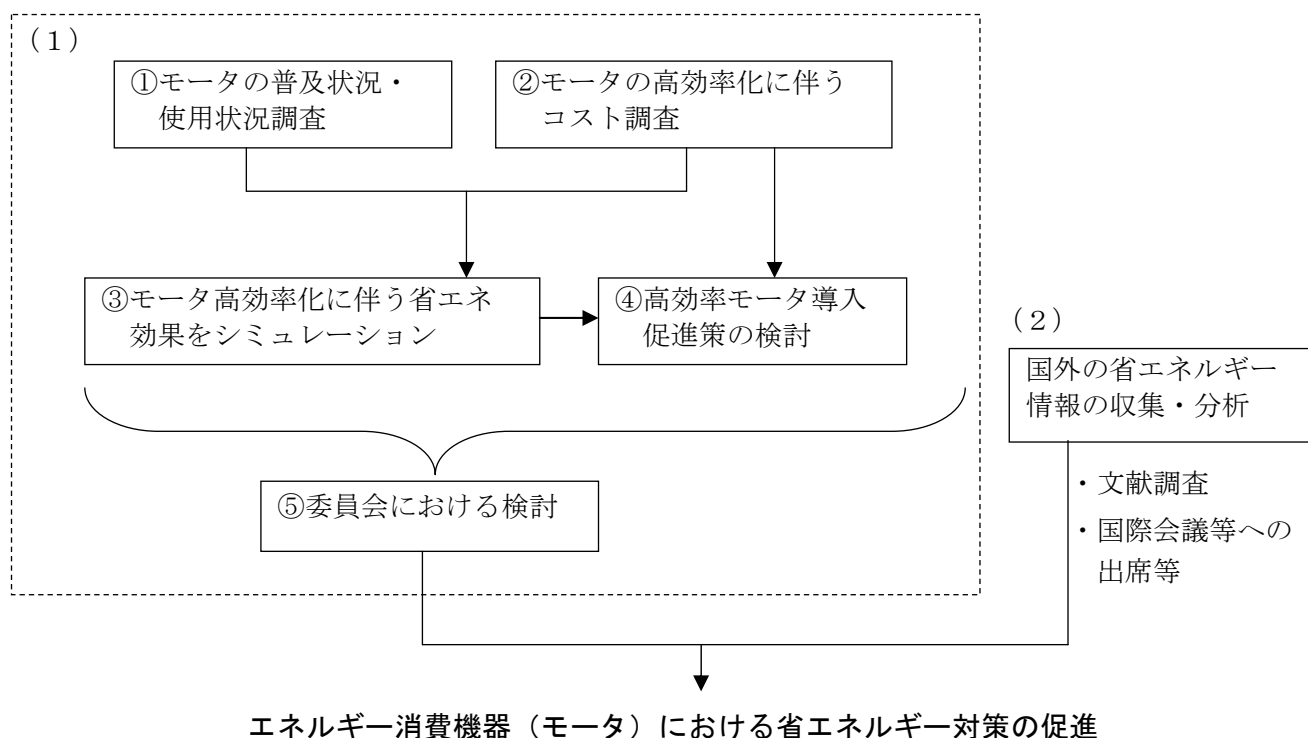 （１）
①モータの普及状況・
使用状況調査
②モータの高効率化に伴う
コスト調査
③モータ高効率化に伴う省エネ
効果をシミュレーション
④高効率モータ導入
促進策の検討
（２）
国外の省エネルギー
情報の収集・分析
⑤委員会における検討
・文献調査
・国際会議等への
出席等
エネルギー消費機器（モータ）における省エネルギー対策の促進